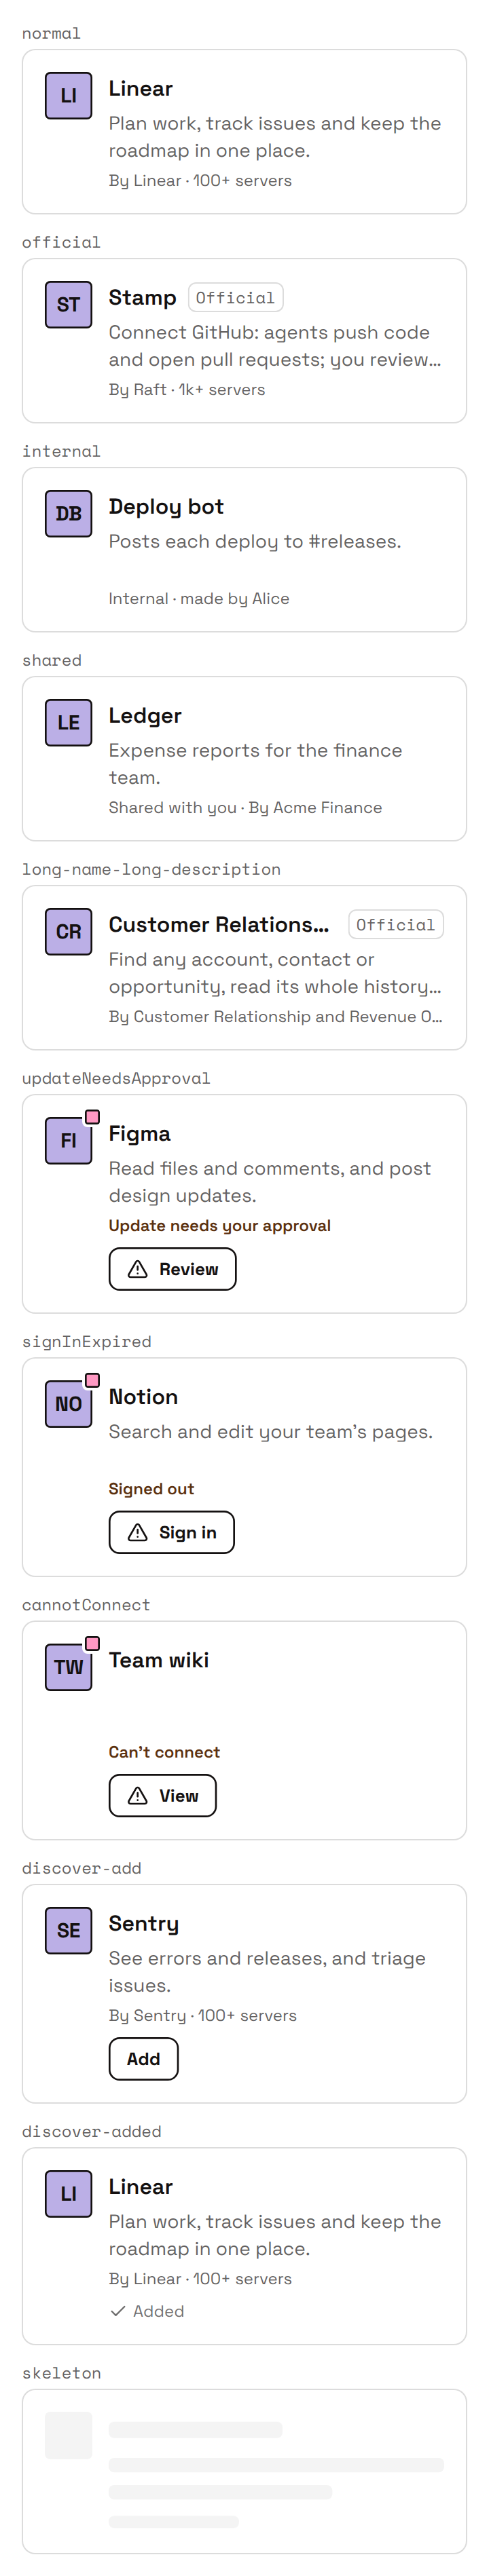 normal
LI
Linear
Plan work, track issues and keep the
roadmap in one place.
By Linear · 100+ servers
official
ST
Stamp
Official
Connect GitHub: agents push code
and open pull requests; you review...
By Raft · 1k+ servers
internal
DB
Deploy bot
Posts each deploy to #releases.
Internal · made by Alice
shared
LE
Ledger
Expense reports for the finance
team.
Shared with you · By Acme Finance
long-name-long-description
CR
Customer Relations...
Official
Find any account, contact or
opportunity, read its whole history...
By Customer Relationship and Revenue O...
updateNeedsApproval
FI
Figma
Read files and comments, and post
design updates.
Update needs your approval
Review
signInExpired
NO
Notion
Search and edit your team's pages.
Signed out
Sign in
cannotConnect
TW
Team wiki
Can't connect
View
discover-add
SE
Sentry
See errors and releases, and triage
issues.
By Sentry · 100+ servers
Add
discover-added
LI
Linear
Plan work, track issues and keep the
roadmap in one place.
By Linear · 100+ servers
Added
skeleton